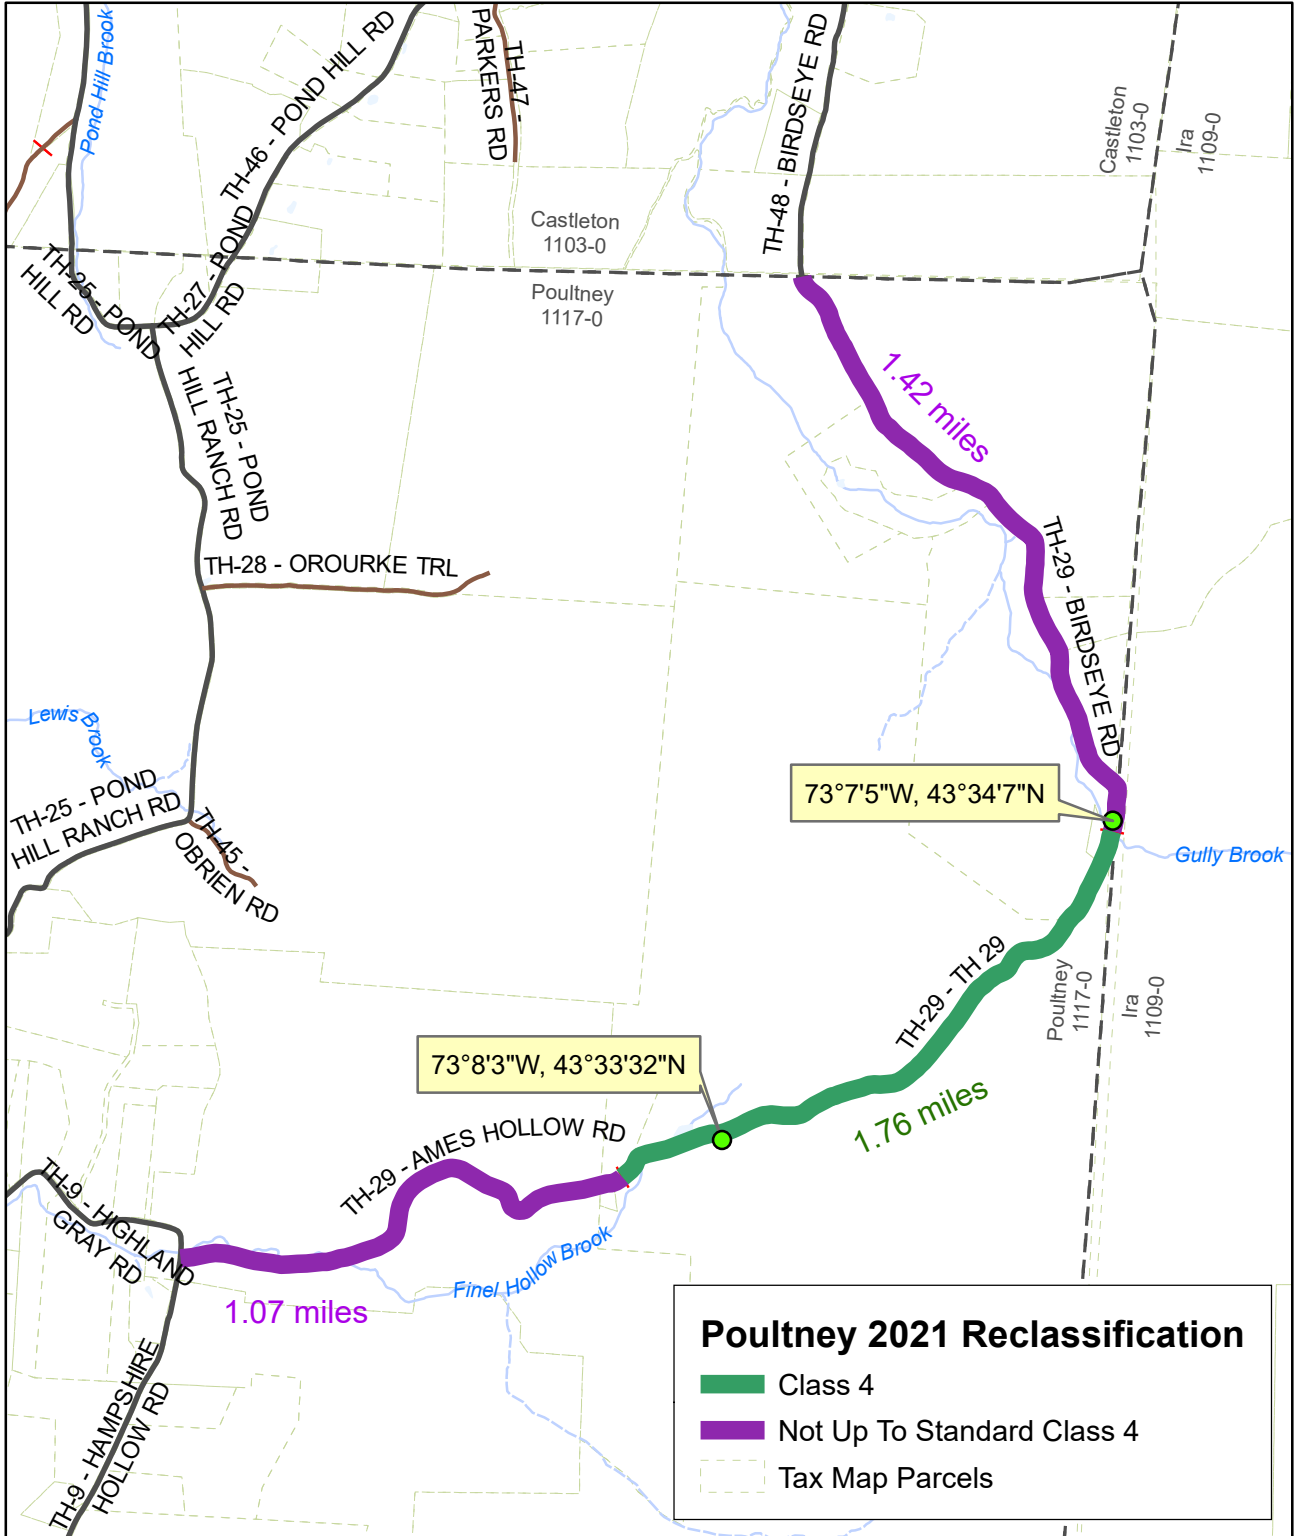 Pond Hill Brook
TH-46 - POND HILL RD
TH-47 -
PARKERS RD
TH-48 - BIRDSEYE RD
Castleton
1103-0
Ira
1109-0
Castleton
1103-0
Poultney
1117-0
TH-25 - POND
HILL RD
TH-27 - POND
HILL RD
TH-25 - POND
HILL RANCH RD
1.42 miles
TH-28 - OROURKE TRL
TH-29 - BIRDSEYE RD
Lewis Brook
TH-25 - POND
HILL RANCH RD
TH-45 -
OBRIEN RD
73°7'5"W, 43°34'7"N
Gully Brook
TH-29 - TH 29
Poultney
1117-0
Ira
1109-0
73°8'3"W, 43°33'32"N
1.76 miles
TH-29 - AMES HOLLOW RD
TH-9 - HIGHLAND
GRAY RD
Finel Hollow Brook
1.07 miles
TH-9 - HAMPSHIRE
HOLLOW RD
Poultney 2021 Reclassification
Class 4
Not Up To Standard Class 4
Tax Map Parcels